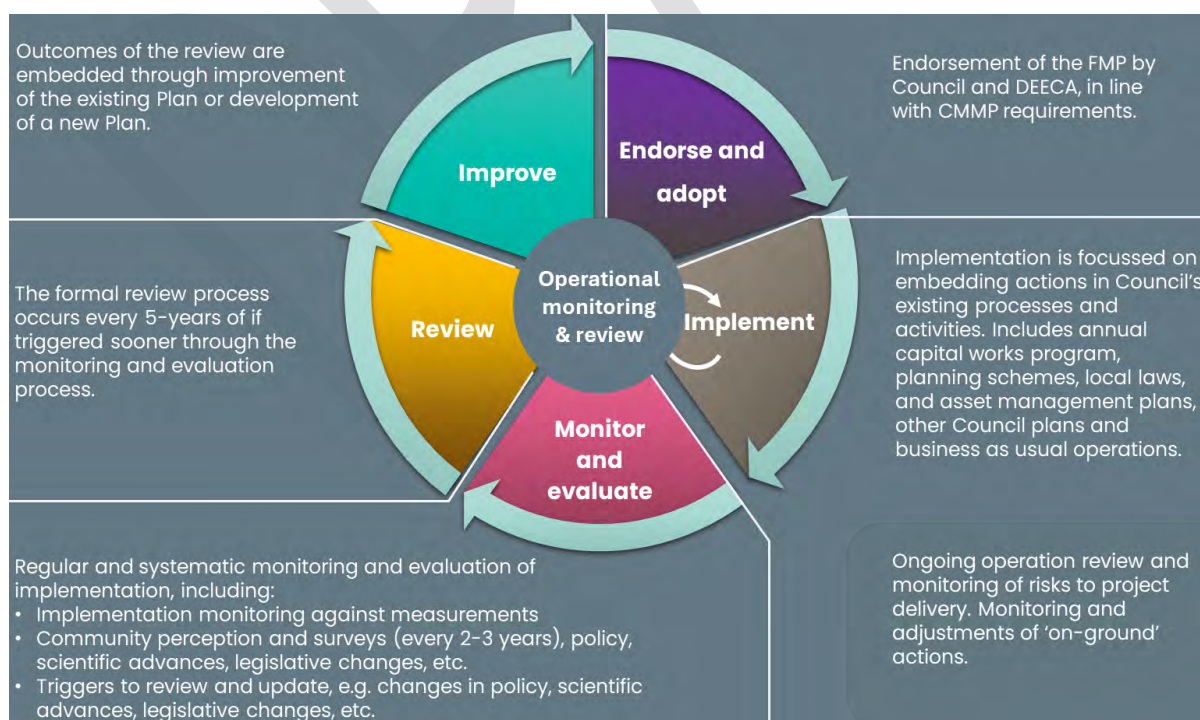 Outcomes of the review are
embedded through improvement
of the existing Plan or development
of a new Plan.
Improve
Endorse and
adopt
Endorsement of the FMP by
Council and DEECA, in line
with CMMP requirements.
The formal review process
occurs every 5-years of if
triggered sooner through the
monitoring and evaluation
process.
Review
Operational
monitoring
& review
Implement
Implementation is focussed on
embedding actions in Council's
existing processes and
activities. Includes annual
capital works program,
planning schemes, local laws,
and asset management plans,
other Council plans and
business as usual operations.
Monitor
and
evaluate
Regular and systematic monitoring and evaluation of
implementation, including:
• Implementation monitoring against measurements
• Community perception and surveys (every 2-3 years), policy,
scientific advances, legislative changes, etc.
• Triggers to review and update, e.g. changes in policy, scientific
advances, legislative changes, etc.
Ongoing operation review and
monitoring of risks to project
delivery. Monitoring and
adjustments of 'on-ground'
actions.